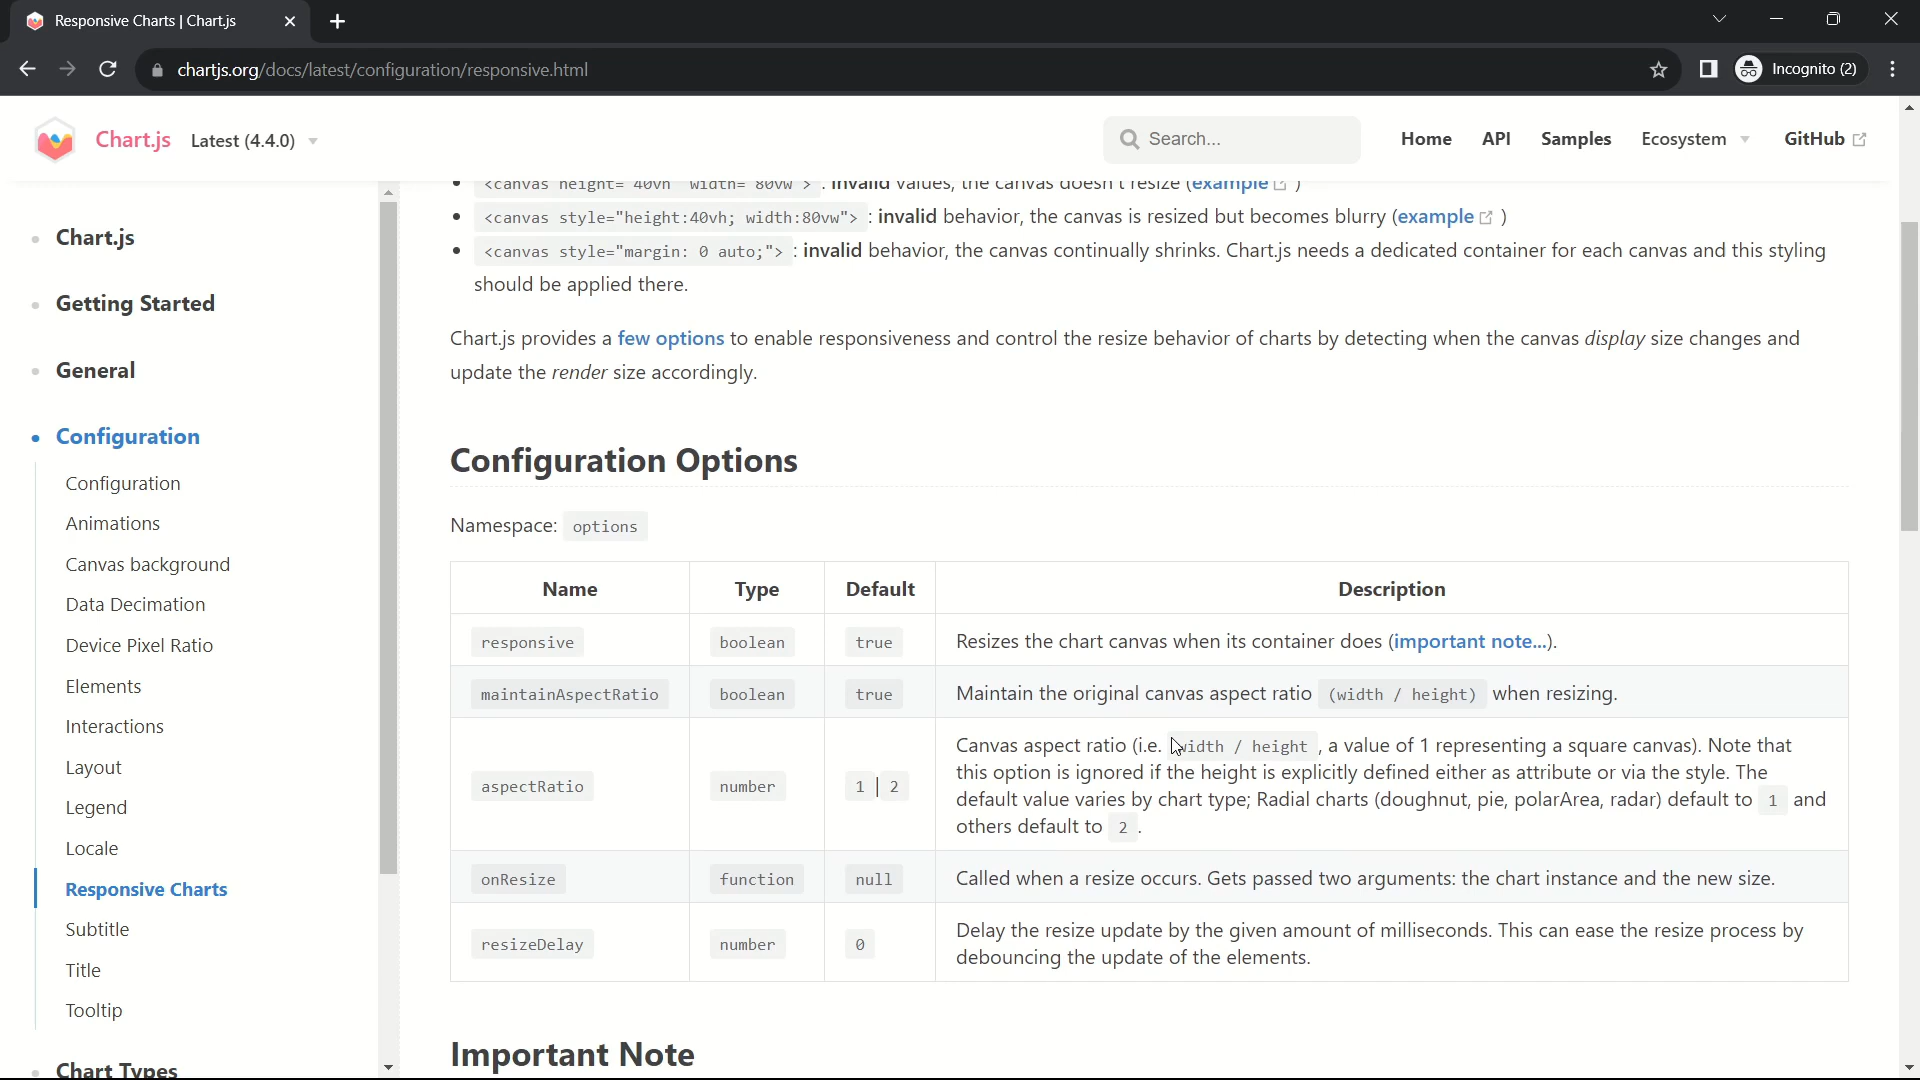 Responsive Charts | Chart.js
chartjs.org/docs/latest/configuration/responsive.html
Incognito (2)
Chart.js
Latest (4.4.0)
Search...
Home
API
Samples
Ecosystem
GitHub
Chart.js
Getting Started
General
Configuration
Configuration
Animations
Canvas background
Data Decimation
Device Pixel Ratio
Elements
Interactions
Layout
Legend
Locale
Responsive Charts
Subtitle
Title
Tooltip
Chart Types
<canvas height="40vh" width="80vw"> : invalid values, the canvas doesn't resize (example )
<canvas style="height:40vh; width:80vw"> : invalid behavior, the canvas is resized but becomes blurry (example )
<canvas style="margin: 0 auto;"> : invalid behavior, the canvas continually shrinks. Chart.js needs a dedicated container for each canvas and this styling
should be applied there.
Chart.js provides a few options to enable responsiveness and control the resize behavior of charts by detecting when the canvas display size changes and
update the render size accordingly.
Configuration Options
Namespace: options
Name Type Default Description
responsive boolean true Resizes the chart canvas when its container does (important note...).
maintainAspectRatio boolean true Maintain the original canvas aspect ratio (width / height) when resizing.
aspectRatio number 1 | 2 Canvas aspect ratio (i.e. width / height , a value of 1 representing a square canvas). Note that
this option is ignored if the height is explicitly defined either as attribute or via the style. The
default value varies by chart type; Radial charts (doughnut, pie, polarArea, radar) default to 1 and
others default to 2 .
onResize function null Called when a resize occurs. Gets passed two arguments: the chart instance and the new size.
resizeDelay number 0 Delay the resize update by the given amount of milliseconds. This can ease the resize process by
debouncing the update of the elements.
Important Note